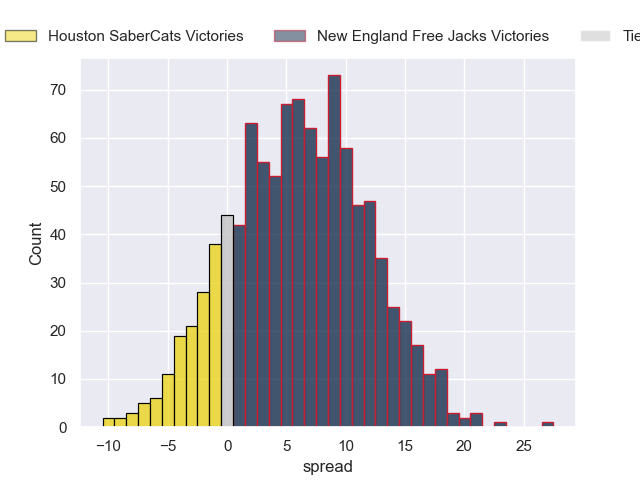 Houston SaberCats Victories New England Free Jacks Victories Tie
70
60
50
40
30
20
10
0
Count
−10 −5 0 5 10 15 20 25
spread